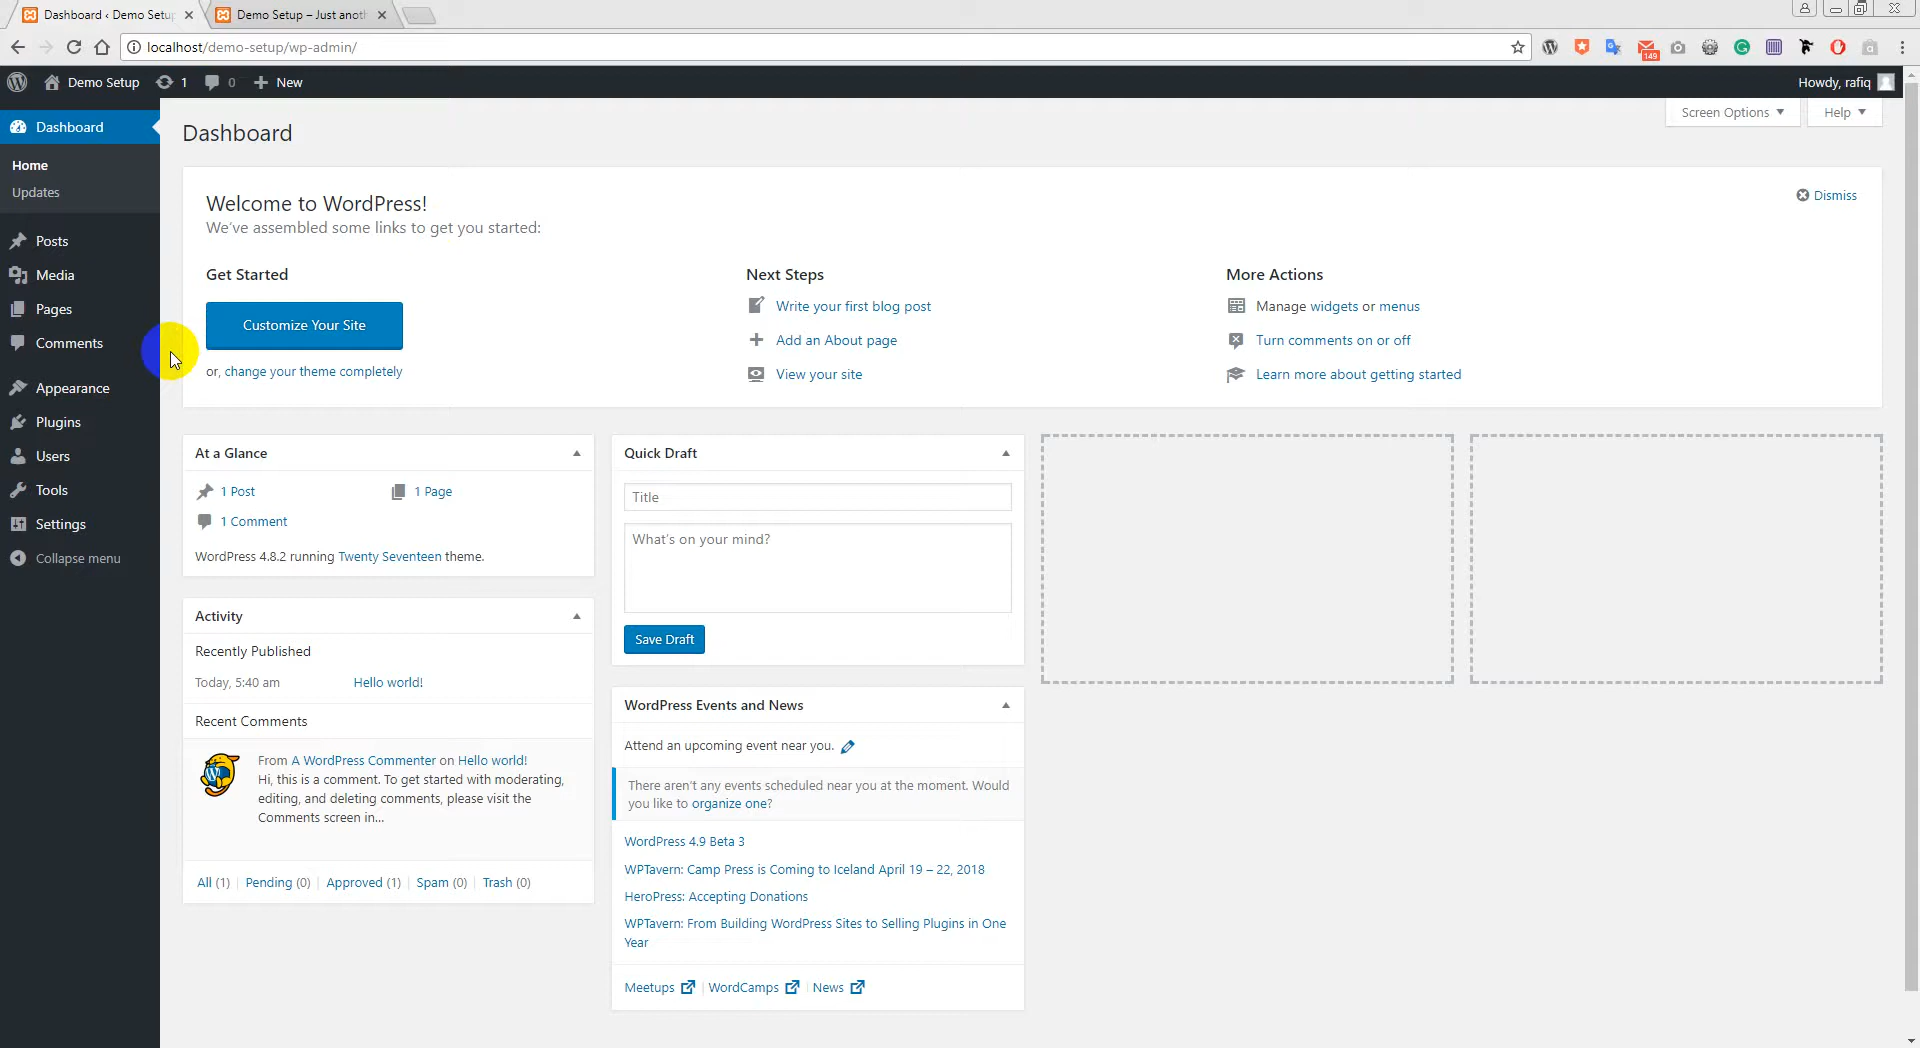 Dashboard ‹ Demo Setup
Demo Setup – Just anoth
localhost/demo-setup/wp-admin/
149
Demo Setup 1 0 New
Howdy, rafiq
Dashboard
Home
Updates
Posts
Media
Pages
Comments
Appearance
Plugins
Users
Tools
Settings
Collapse menu
Dashboard
Screen Options
Help
Welcome to WordPress!
We've assembled some links to get you started:
Dismiss
Get Started
Customize Your Site
or, change your theme completely
Next Steps
Write your first blog post
Add an About page
View your site
More Actions
Manage widgets or menus
Turn comments on or off
Learn more about getting started
At a Glance
1 Post
1 Page
1 Comment
WordPress 4.8.2 running Twenty Seventeen theme.
Activity
Recently Published
Today, 5:40 am
Hello world!
Recent Comments
From A WordPress Commenter on Hello world!
Hi, this is a comment. To get started with moderating,
editing, and deleting comments, please visit the
Comments screen in...
All (1) | Pending (0) | Approved (1) | Spam (0) | Trash (0)
Quick Draft
Title
What's on your mind?
Save Draft
WordPress Events and News
Attend an upcoming event near you.
There aren't any events scheduled near you at the moment. Would
you like to organize one?
WordPress 4.9 Beta 3
WPTavern: Camp Press is Coming to Iceland April 19 – 22, 2018
HeroPress: Accepting Donations
WPTavern: From Building WordPress Sites to Selling Plugins in One
Year
Meetups | WordCamps | News